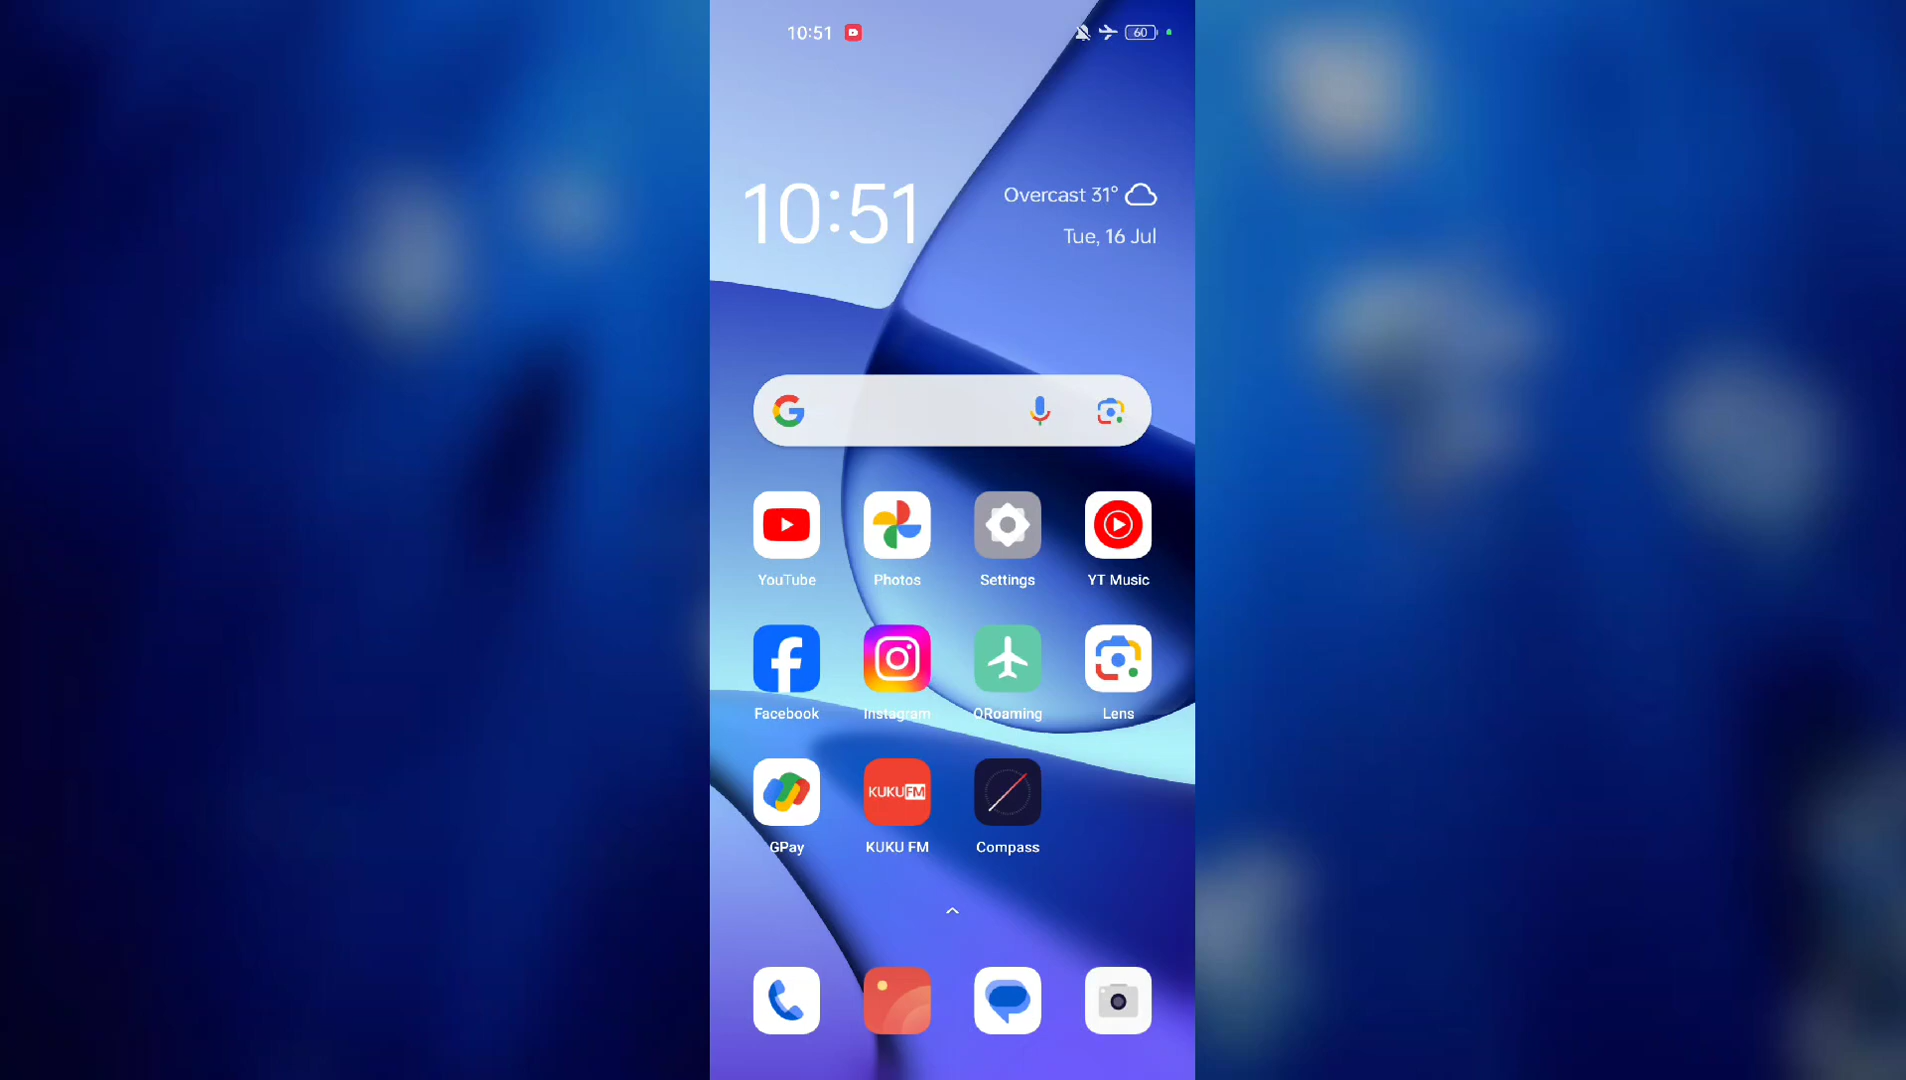 10:51
60
10:51
Overcast 31°
Tue, 16 Jul
YouTube
Photos
Settings
YT Music
Facebook
Instagram
ORoaming
Lens
KUKU FM
GPay
KUKU FM
Compass